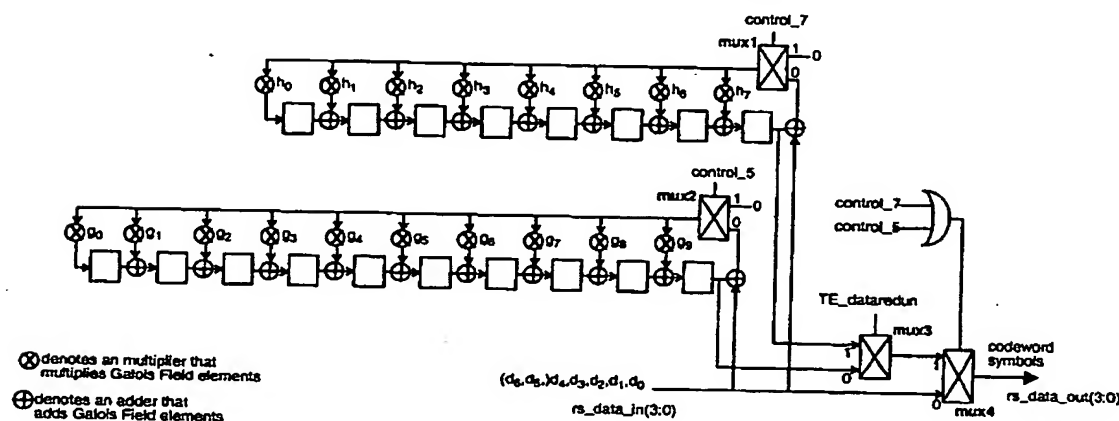 control_7
mux1
1
0
0
h0
h1
h2
h3
h4
h5
h6
h7
control_5
mux2
1
0
0
g0
g1
g2
g3
g4
g5
g6
g7
g8
g9
control_7
control_5
TE_dataredun
mux3
1
0
codeword
symbols
1
0
rs_data_out(3:0)
mux4
(d6,d5,)d4,d3,d2,d1,d0
rs_data_in(3:0)
⊗ denotes an multiplier that
multiplies Galois Field elements
⊕ denotes an adder that
adds Galois Field elements